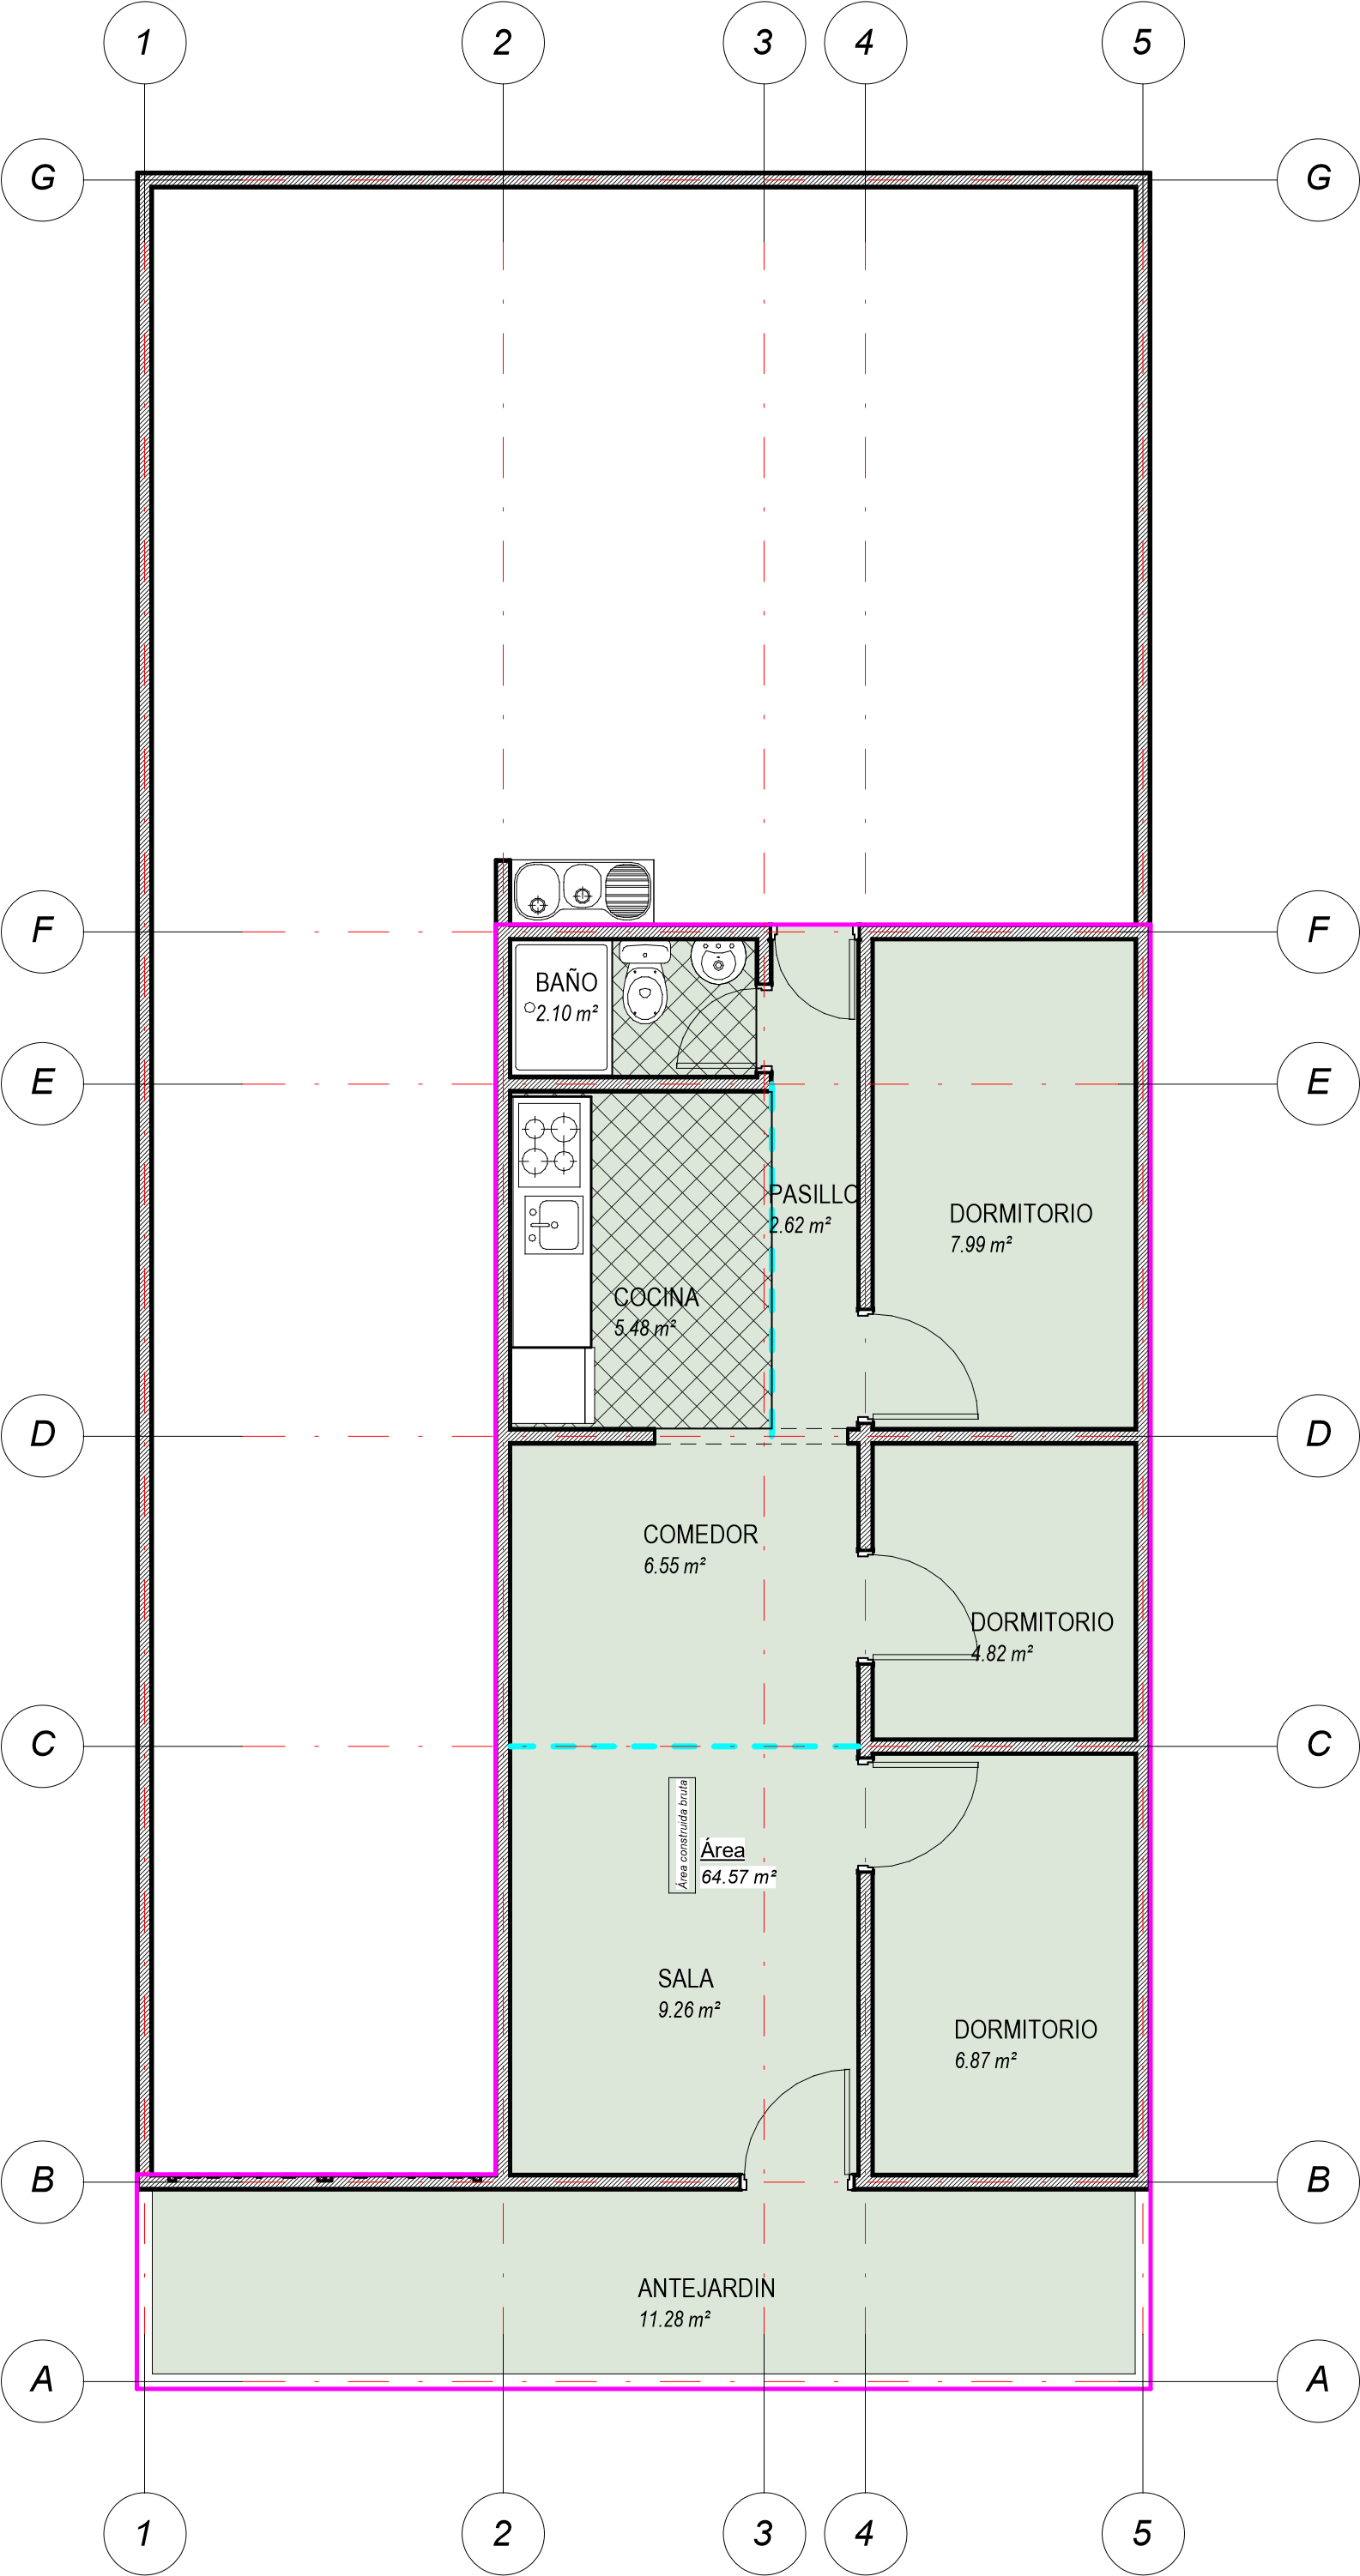 1 2 3 4 5
G G
F F
BAÑO
2.10 m²
E E
PASILLO
2.62 m²
DORMITORIO
7.99 m²
COCINA
5.48 m²
D D
COMEDOR
6.55 m²
DORMITORIO
4.82 m²
C C
Área construida bruta
Área
64.57 m²
SALA
9.26 m²
DORMITORIO
6.87 m²
B B
ANTEJARDIN
11.28 m²
A A
1 2 3 4 5